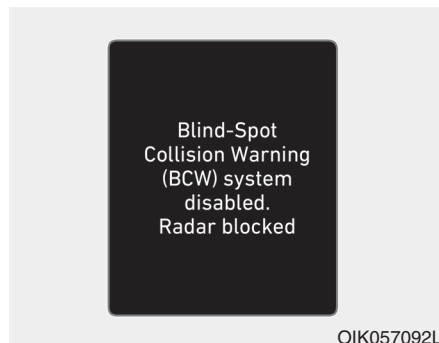 Blind-Spot
Collision Warning
(BCW) system
disabled.
Radar blocked
OIK057092L